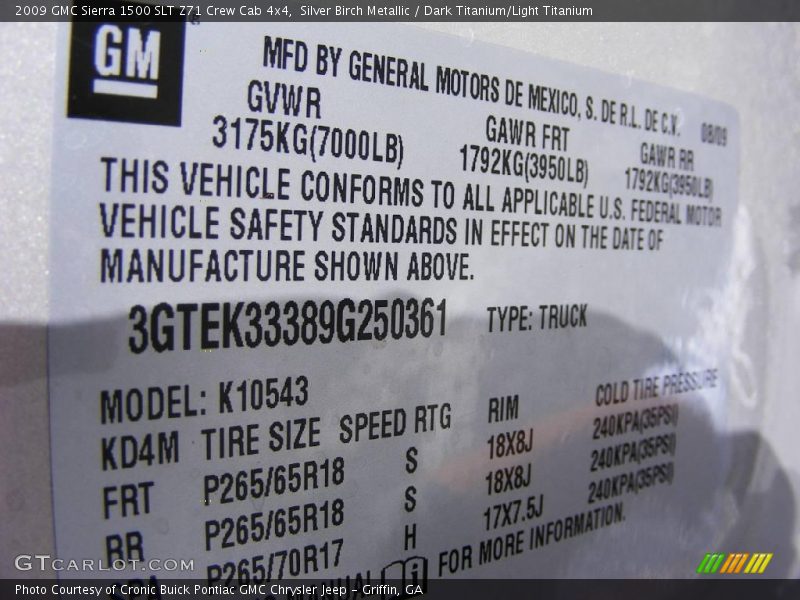 2009 GMC Sierra 1500 SLT Z71 Crew Cab 4x4, Silver Birch Metallic / Dark Titanium/Light Titanium
GM
MFD BY GENERAL MOTORS DE MEXICO, S. DE R.L. DE C.V.
08/09
GVWR GAWR FRT GAWR RR
3175KG(7000LB) 1792KG(3950LB) 1792KG(3950LB)
THIS VEHICLE CONFORMS TO ALL APPLICABLE U.S. FEDERAL MOTOR
VEHICLE SAFETY STANDARDS IN EFFECT ON THE DATE OF
MANUFACTURE SHOWN ABOVE.
3GTEK33389G250361 TYPE: TRUCK
MODEL: K10543
KD4M TIRE SIZE SPEED RTG RIM COLD TIRE PRESSURE
FRT P265/65R18 S 18X8J 240KPA(35PSI)
RR P265/65R18 S 18X8J 240KPA(35PSI)
SPA P265/70R17 H 17X7.5J 240KPA(35PSI)
MANUAL i FOR MORE INFORMATION.
GTcarlot.com
Photo Courtesy of Cronic Buick Pontiac GMC Chrysler Jeep - Griffin, GA